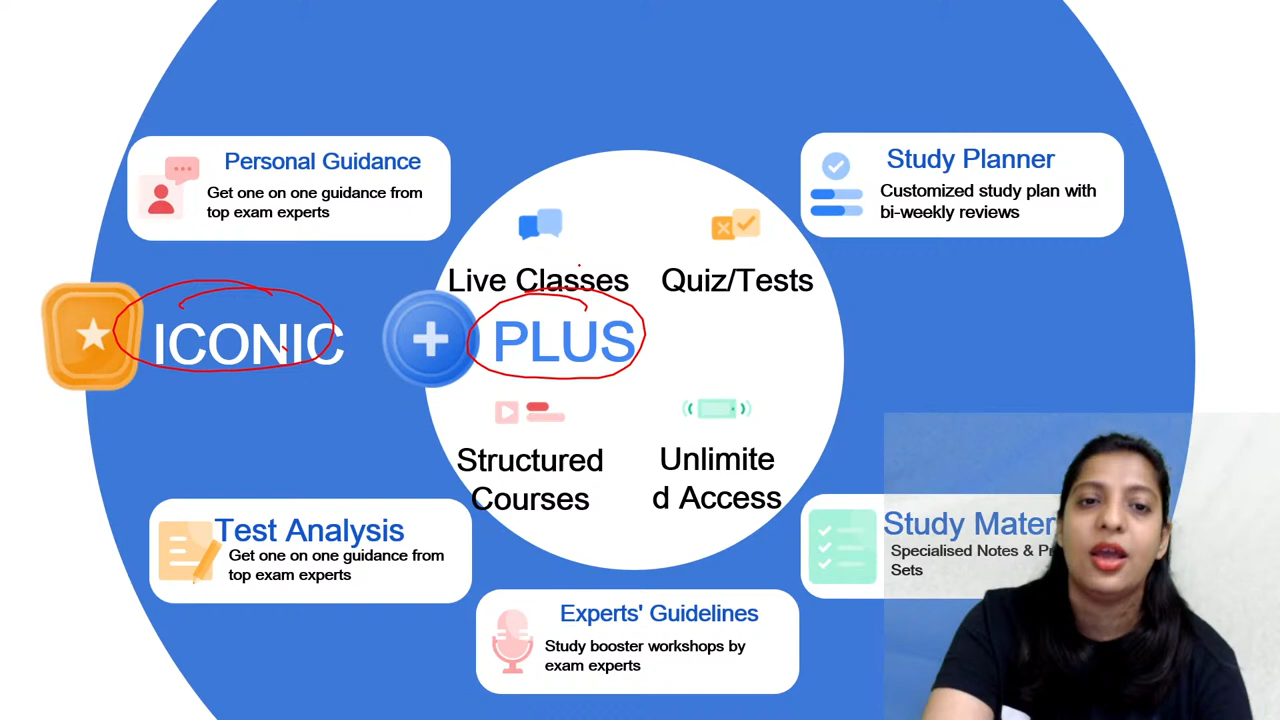 Personal Guidance
Get one on one guidance from
top exam experts
Study Planner
Customized study plan with
bi-weekly reviews
Live Classes
Quiz/Tests
ICONIC
PLUS
Structured
Courses
Unlimite
d Access
Test Analysis
Get one on one guidance from
top exam experts
Study Mater
Specialised Notes &
Sets
Experts' Guidelines
Study booster workshops by
exam experts